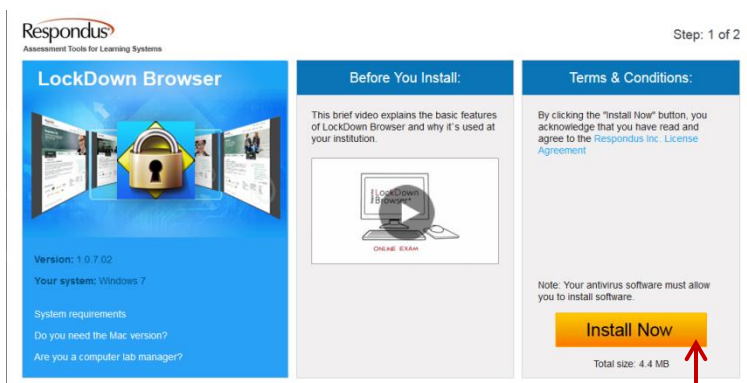 Respondus
Assessment Tools for Learning Systems
Step: 1 of 2
LockDown Browser
Version: 1.0.7.02
Your system: Windows 7
System requirements
Do you need the Mac version?
Are you a computer lab manager?
Before You Install:
This brief video explains the basic features
of LockDown Browser and why it's used at
your institution.
LockDown
Browser
ONLINE EXAM
Terms & Conditions:
By clicking the "Install Now" button, you
acknowledge that you have read and
agree to the Respondus Inc. License
Agreement
Note: Your antivirus software must allow
you to install software.
Install Now
Total size: 4.4 MB